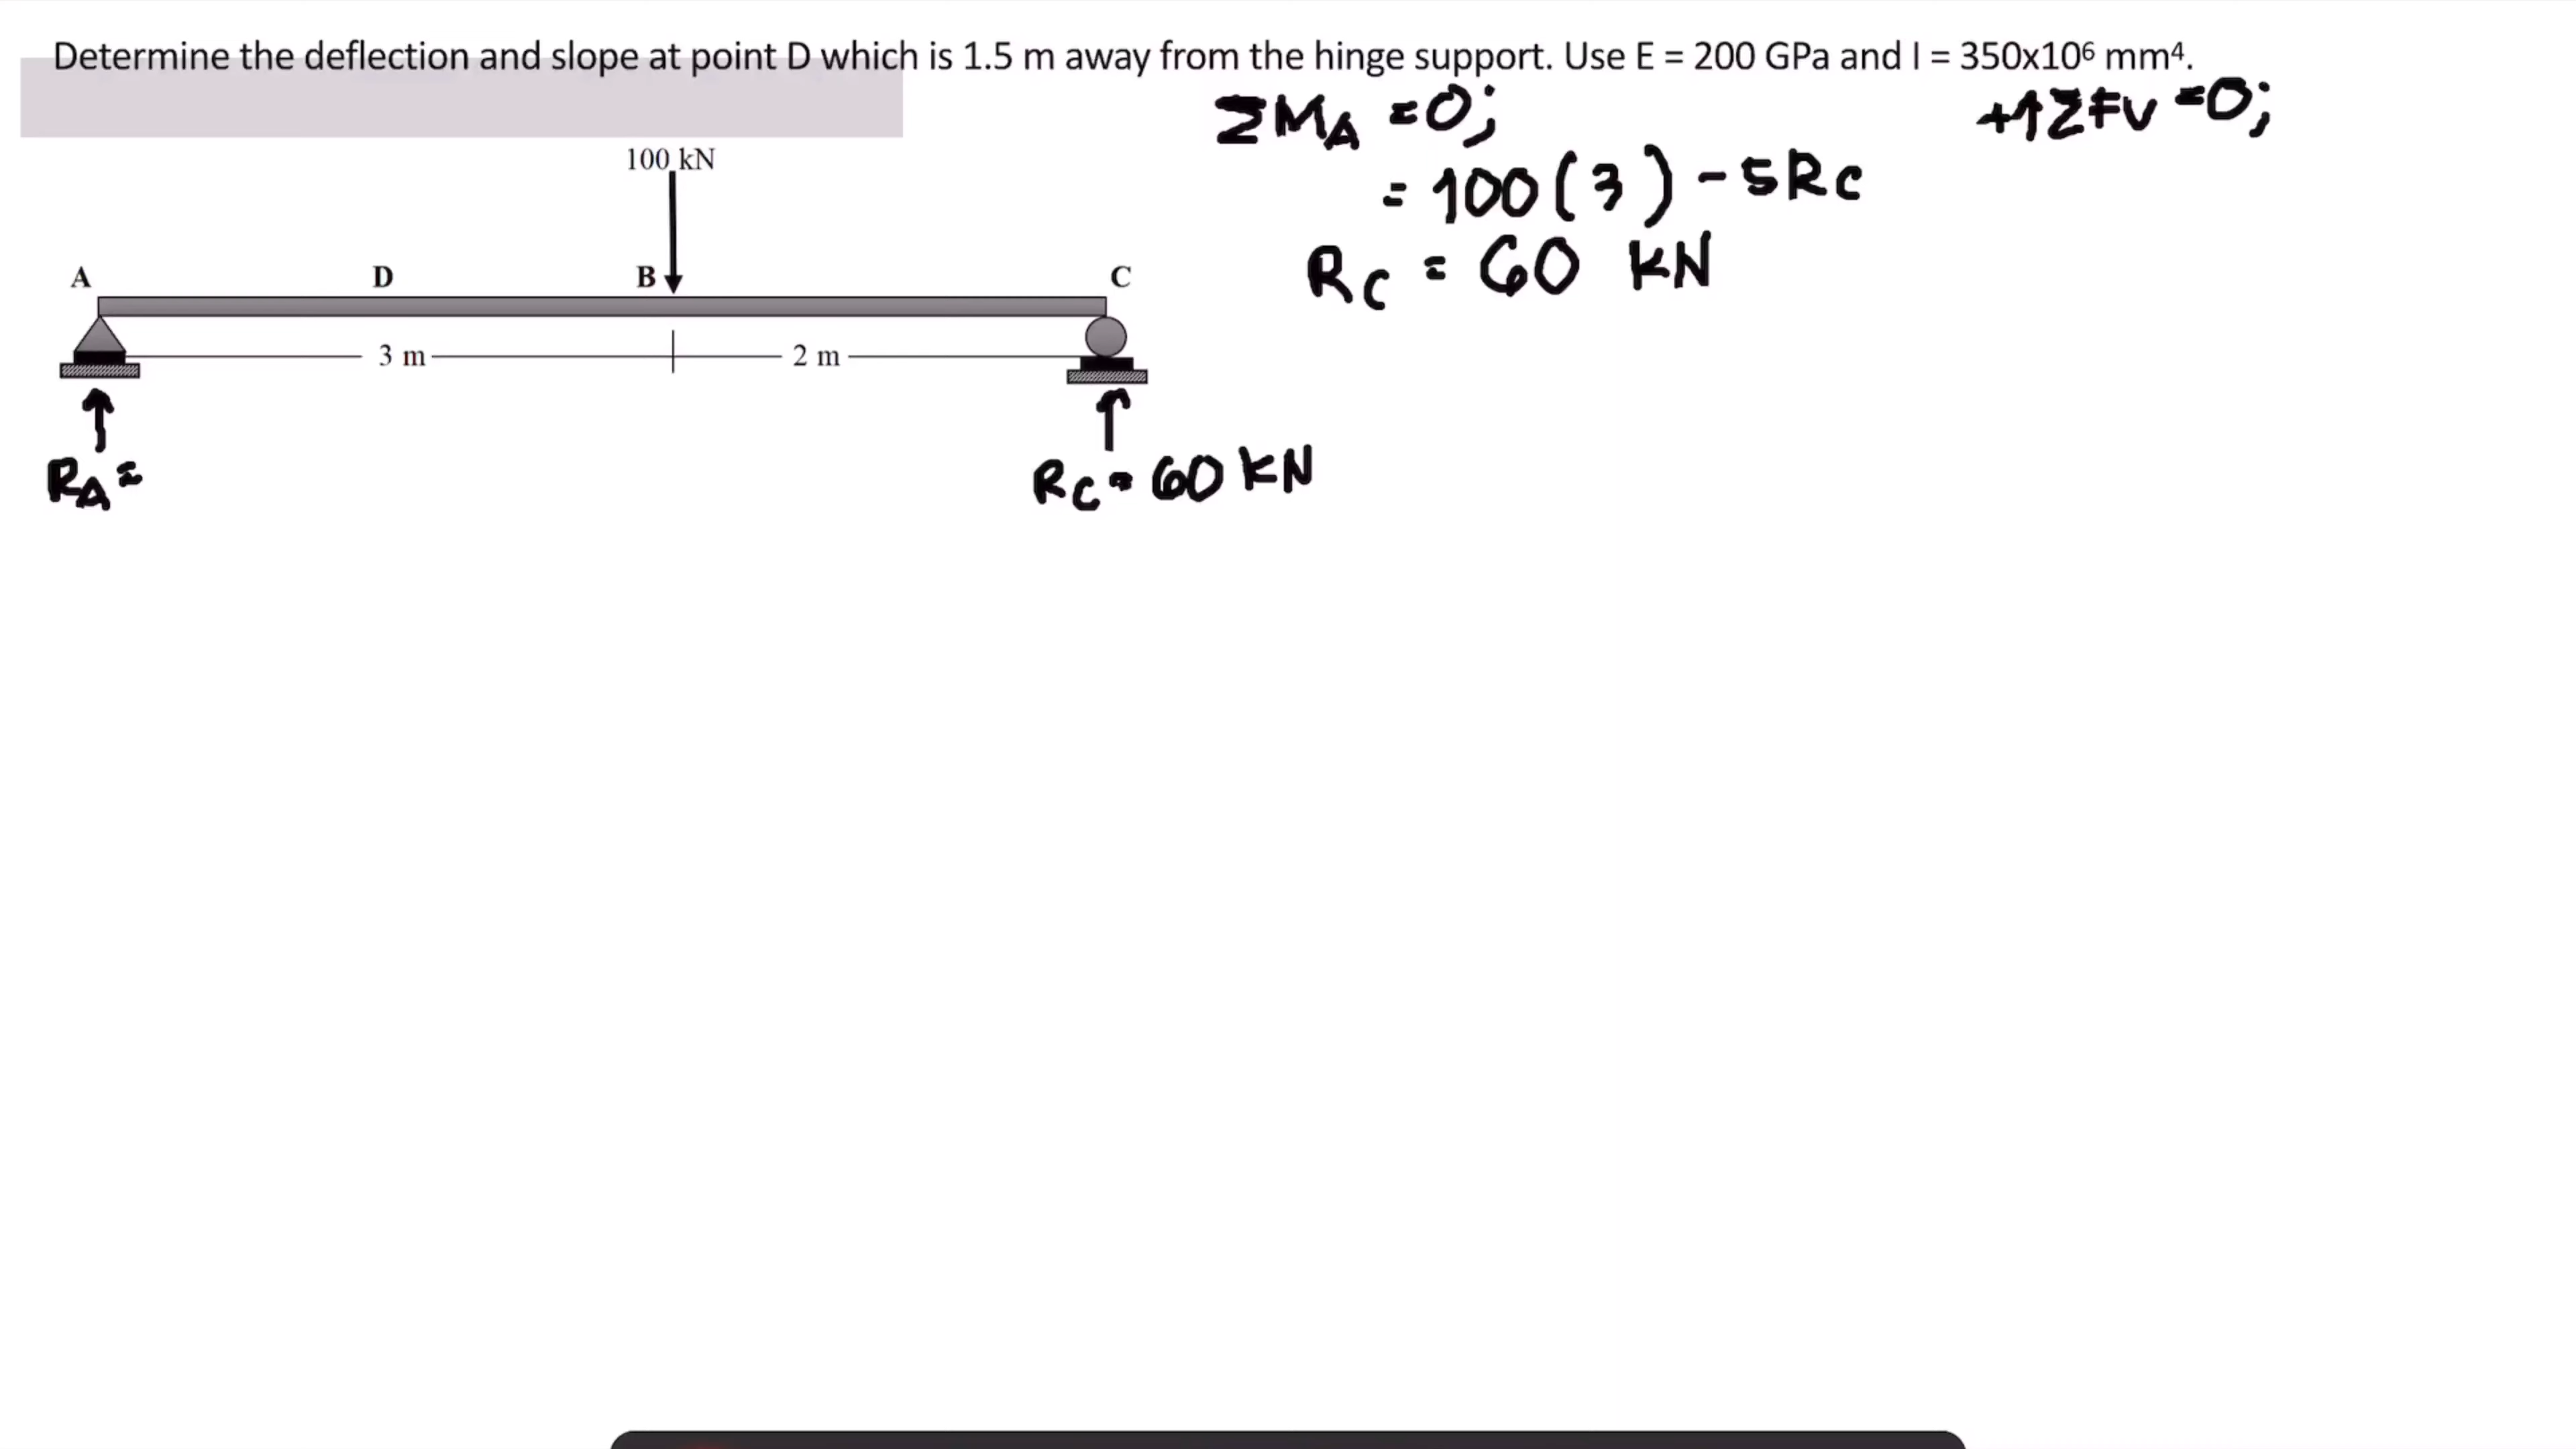 Determine the deflection and slope at point D which is 1.5 m away from the hinge support. Use E = 200 GPa and I = 350x10⁶ mm⁴.
ΣMA = 0;
+↑ΣFV = 0;
= 100(3) - 5RC
RC = 60 KN
100 kN
A D B C
3 m 2 m
RA =
RC = 60 KN